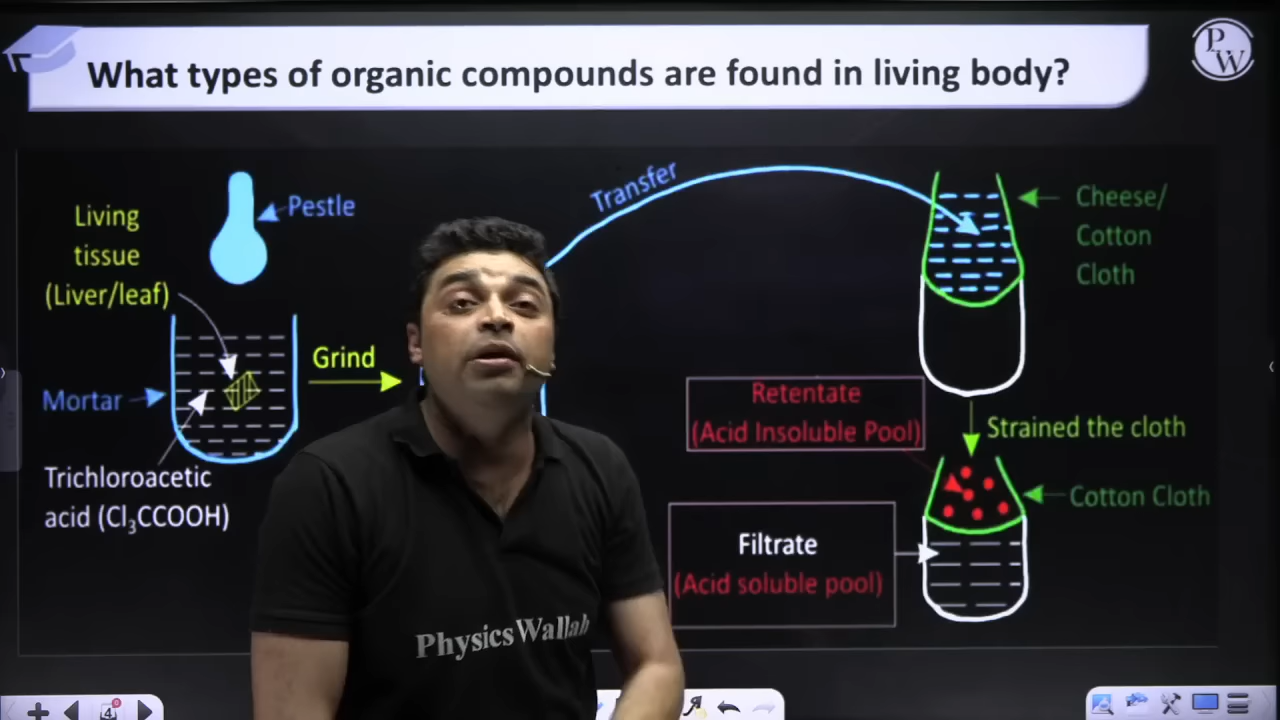 What types of organic compounds are found in living body?
PW
Living
tissue
(Liver/leaf)
Pestle
Mortar
Trichloroacetic
acid (Cl₃CCOOH)
Grind
Transfer
Cheese/
Cotton
Cloth
Retentate
(Acid Insoluble Pool)
Strained the cloth
Cotton Cloth
Filtrate
(Acid soluble pool)
PhysicsWallah
4